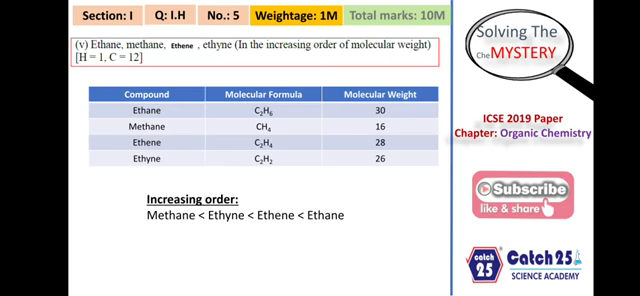 Section: I Q: I.H No.: 5 Weightage: 1M Total marks: 10M
(v) Ethane, methane, Ethene , ethyne (In the increasing order of molecular weight)
[H = 1, C = 12]
Compound Molecular Formula Molecular Weight
Ethane C₂H₆ 30
Methane CH₄ 16
Ethene C₂H₄ 28
Ethyne C₂H₂ 26
Increasing order:
Methane < Ethyne < Ethene < Ethane
Solving The
Che MYSTERY
ICSE 2019 Paper
Chapter: Organic Chemistry
Subscribe
like & share
catch
25
Catch 25
SCIENCE ACADEMY